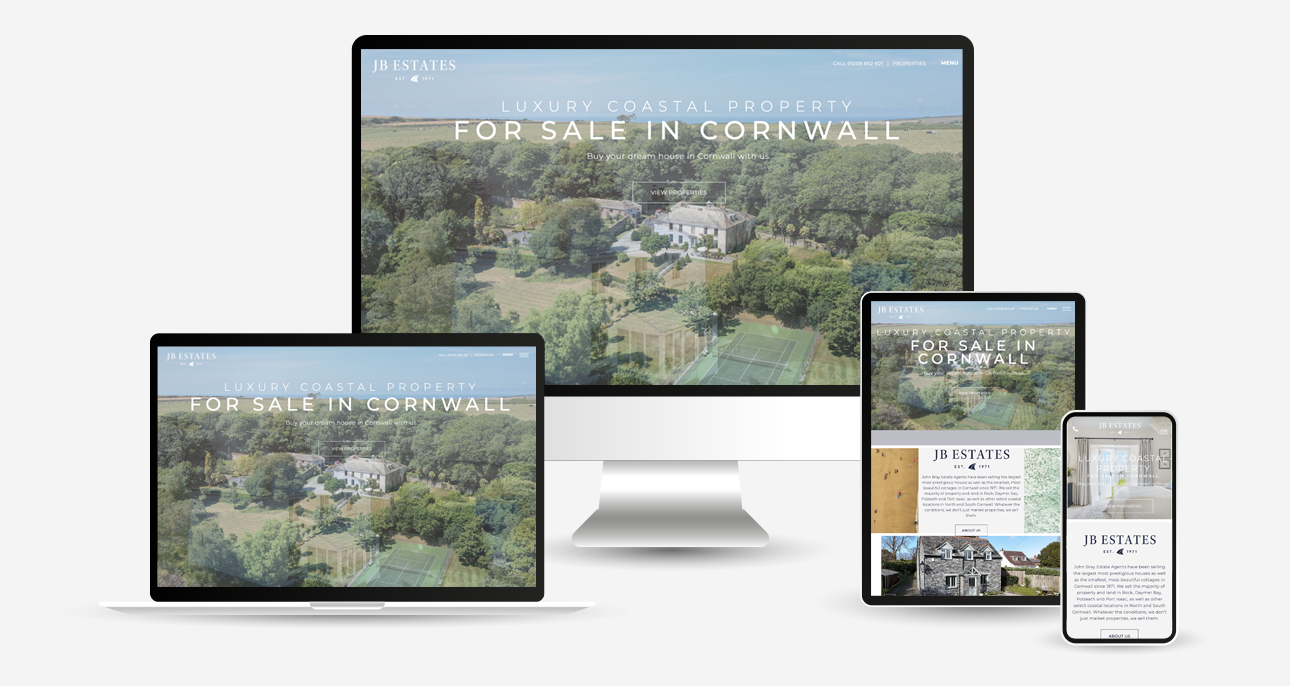 JB ESTATES
EST. 1971
CALL 01208 862 601 | PROPERTIES
MENU
LUXURY COASTAL PROPERTY
FOR SALE IN CORNWALL
Buy your dream house in Cornwall with us
VIEW PROPERTIES
JB ESTATES
MENU
LUXURY COASTAL PROPERTY
FOR SALE IN CORNWALL
Buy your dream house in Cornwall with us
VIEW PROPERTIES
JB ESTATES
MENU
LUXURY COASTAL PROPERTY
FOR SALE IN
CORNWALL
Buy your dream house in Cornwall with us
JB ESTATES
EST. 1971
John Bray Estate Agents have been selling the largest
most prestigious houses as well as the smallest, most
beautiful cottages in Cornwall since 1971. We sell the
majority of property and land in Rock, Daymer Bay,
Polzeath and Port Isaac, as well as other select coastal
locations in North and South Cornwall. Whatever the
conditions, we don't just market properties, we sell
them.
ABOUT US
JB ESTATES
LUXURY COASTAL
PROPERTY
JB ESTATES
EST. 1971
John Bray Estate Agents have been selling
the largest most prestigious houses as well
as the smallest, most beautiful cottages in
Cornwall since 1971. We sell the majority of
property and land in Rock, Daymer Bay,
Polzeath and Port Isaac, as well as other
select coastal locations in North and South
Cornwall. Whatever the conditions, we don't
just market properties, we sell them.
ABOUT US